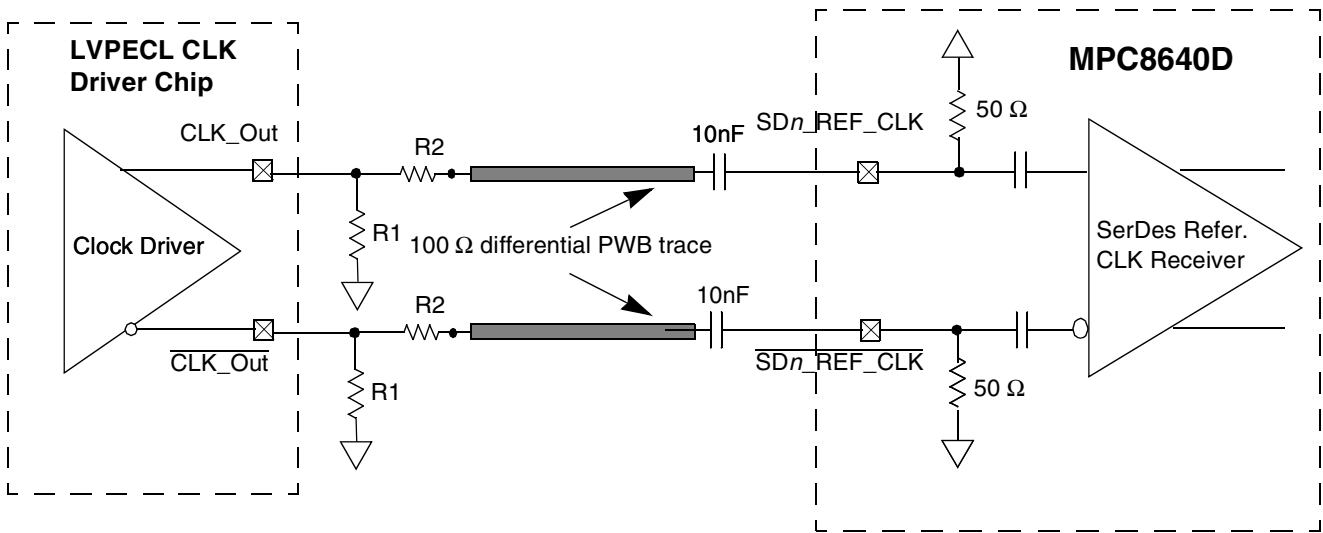 LVPECL CLK
Driver Chip
MPC8640D
CLK_Out
R2
10nF
SDn_REF_CLK
50 Ω
Clock Driver
R1
100 Ω differential PWB trace
SerDes Refer.
CLK Receiver
R2
10nF
CLK_Out
SDn_REF_CLK
R1
50 Ω